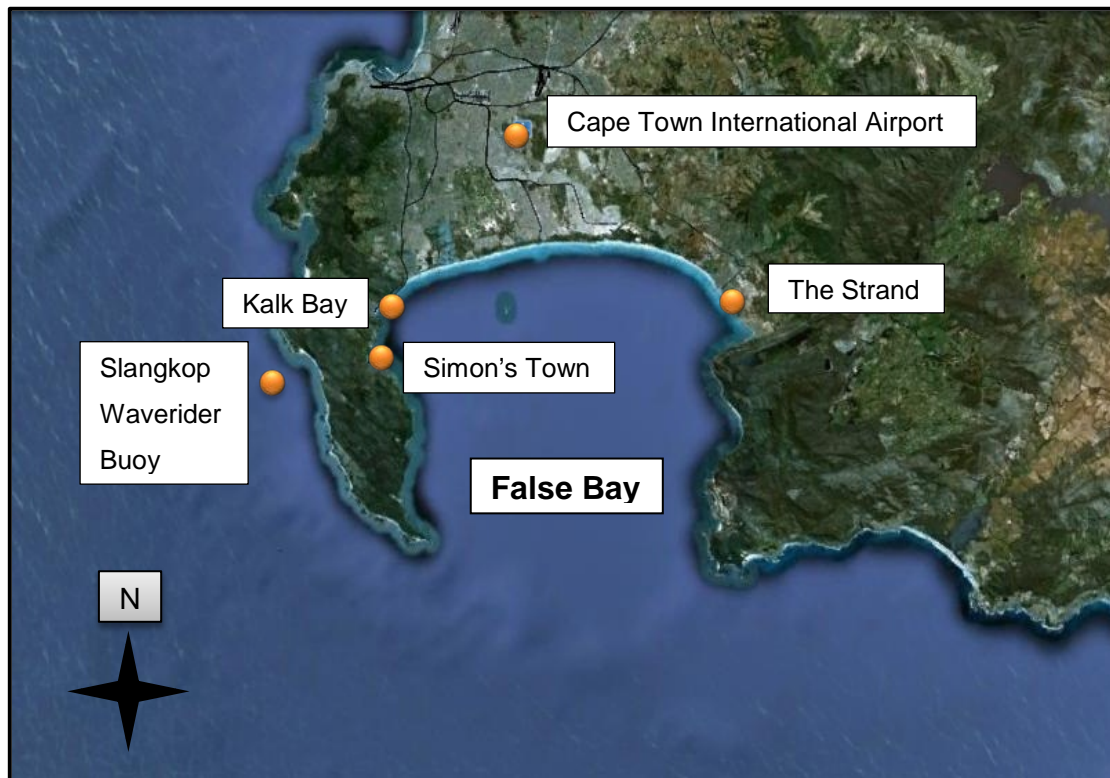 Cape Town International Airport
Kalk Bay
The Strand
Slangkop
Waverider
Buoy
Simon's Town
False Bay
N